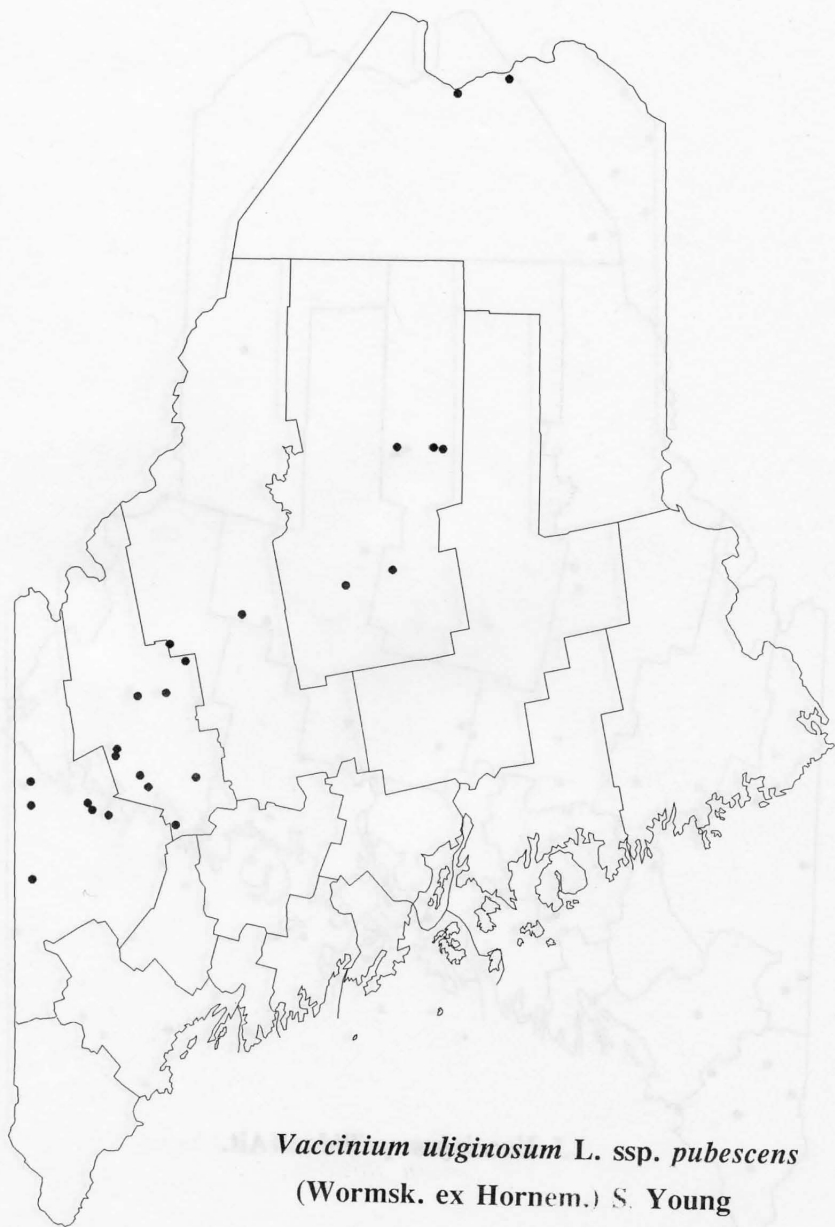 Vaccinium uliginosum L. ssp. pubescens
(Wormsk. ex Hornem.) S. Young